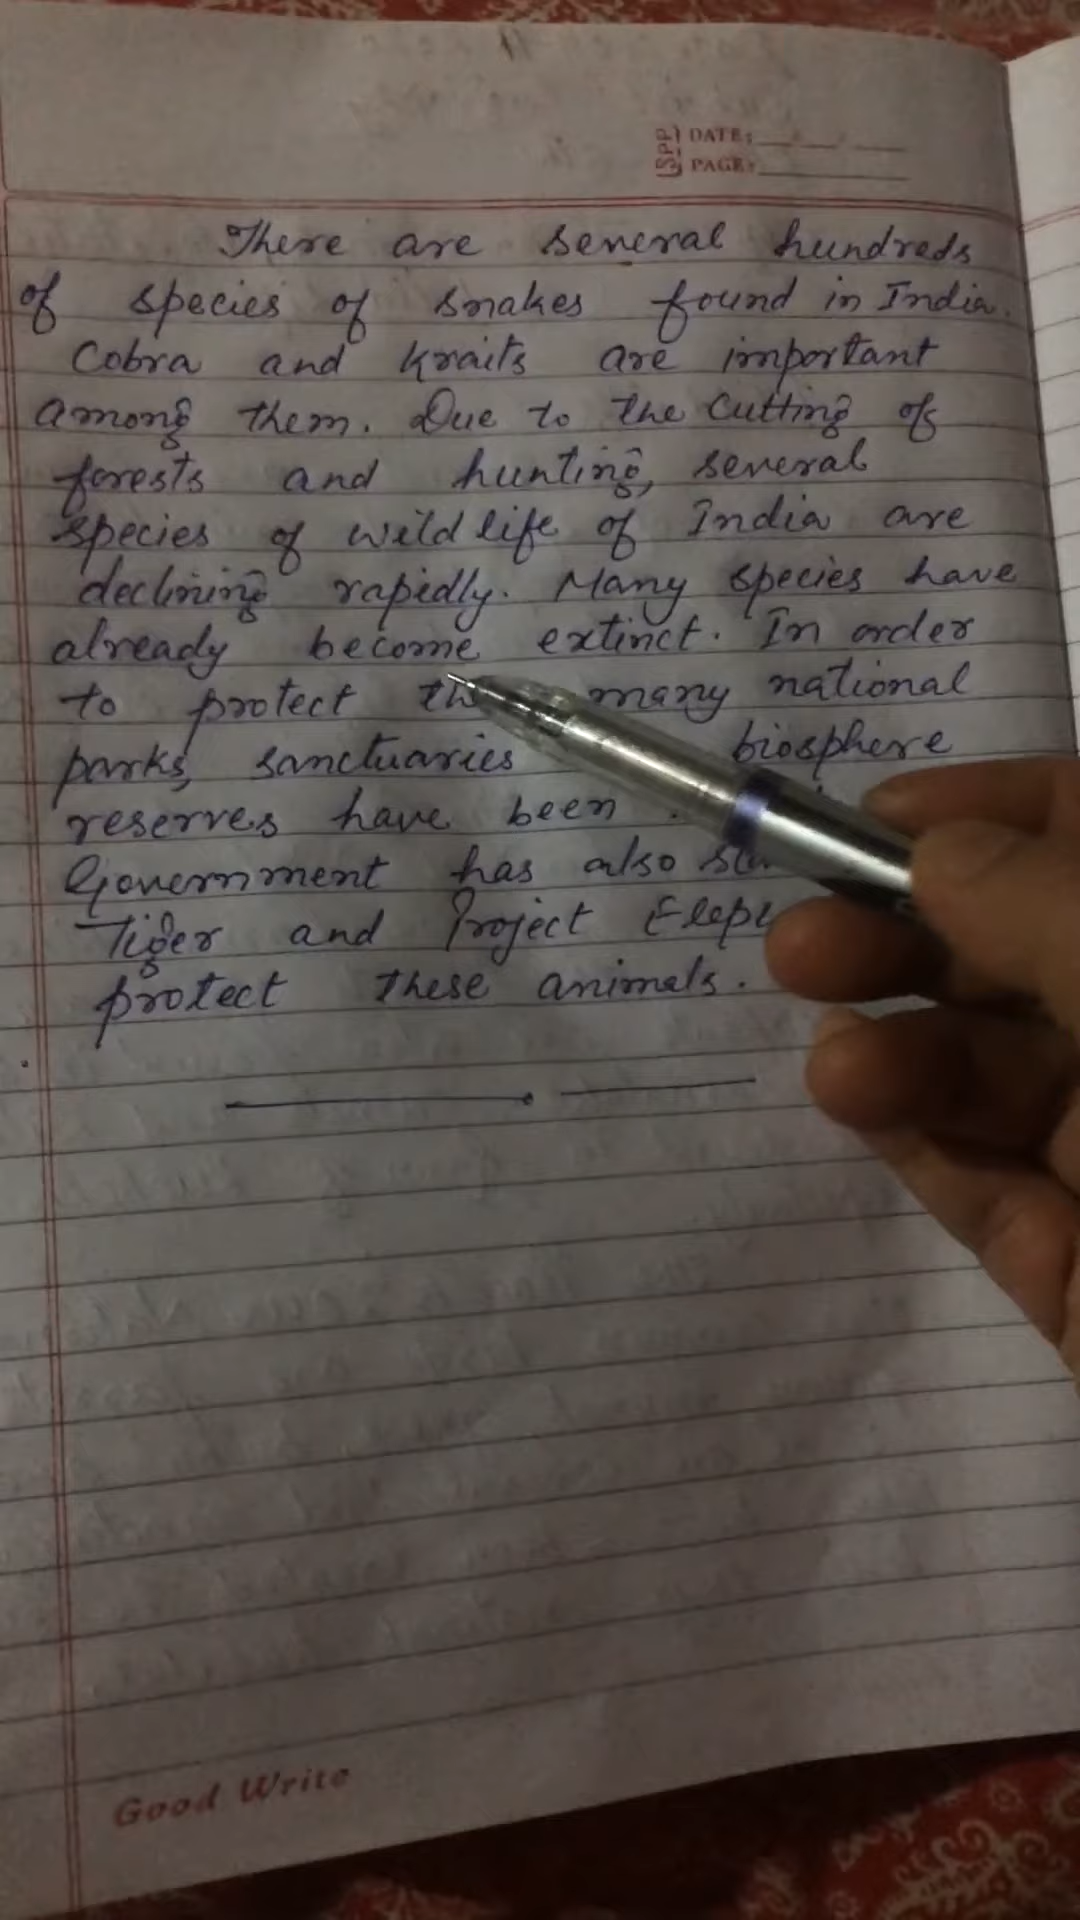 DATE:
PAGE:
There are several hundreds
of species of snakes found in India.
Cobra and Kraits are important
among them. Due to the cutting of
forests and hunting, several
species of wild life of India are
declining rapidly. Many species have
already become extinct. In order
to protect many national
parks, sanctuaries biosphere
reserves have been
Government has also
Tiger and Project
protect these animals.
Good Write